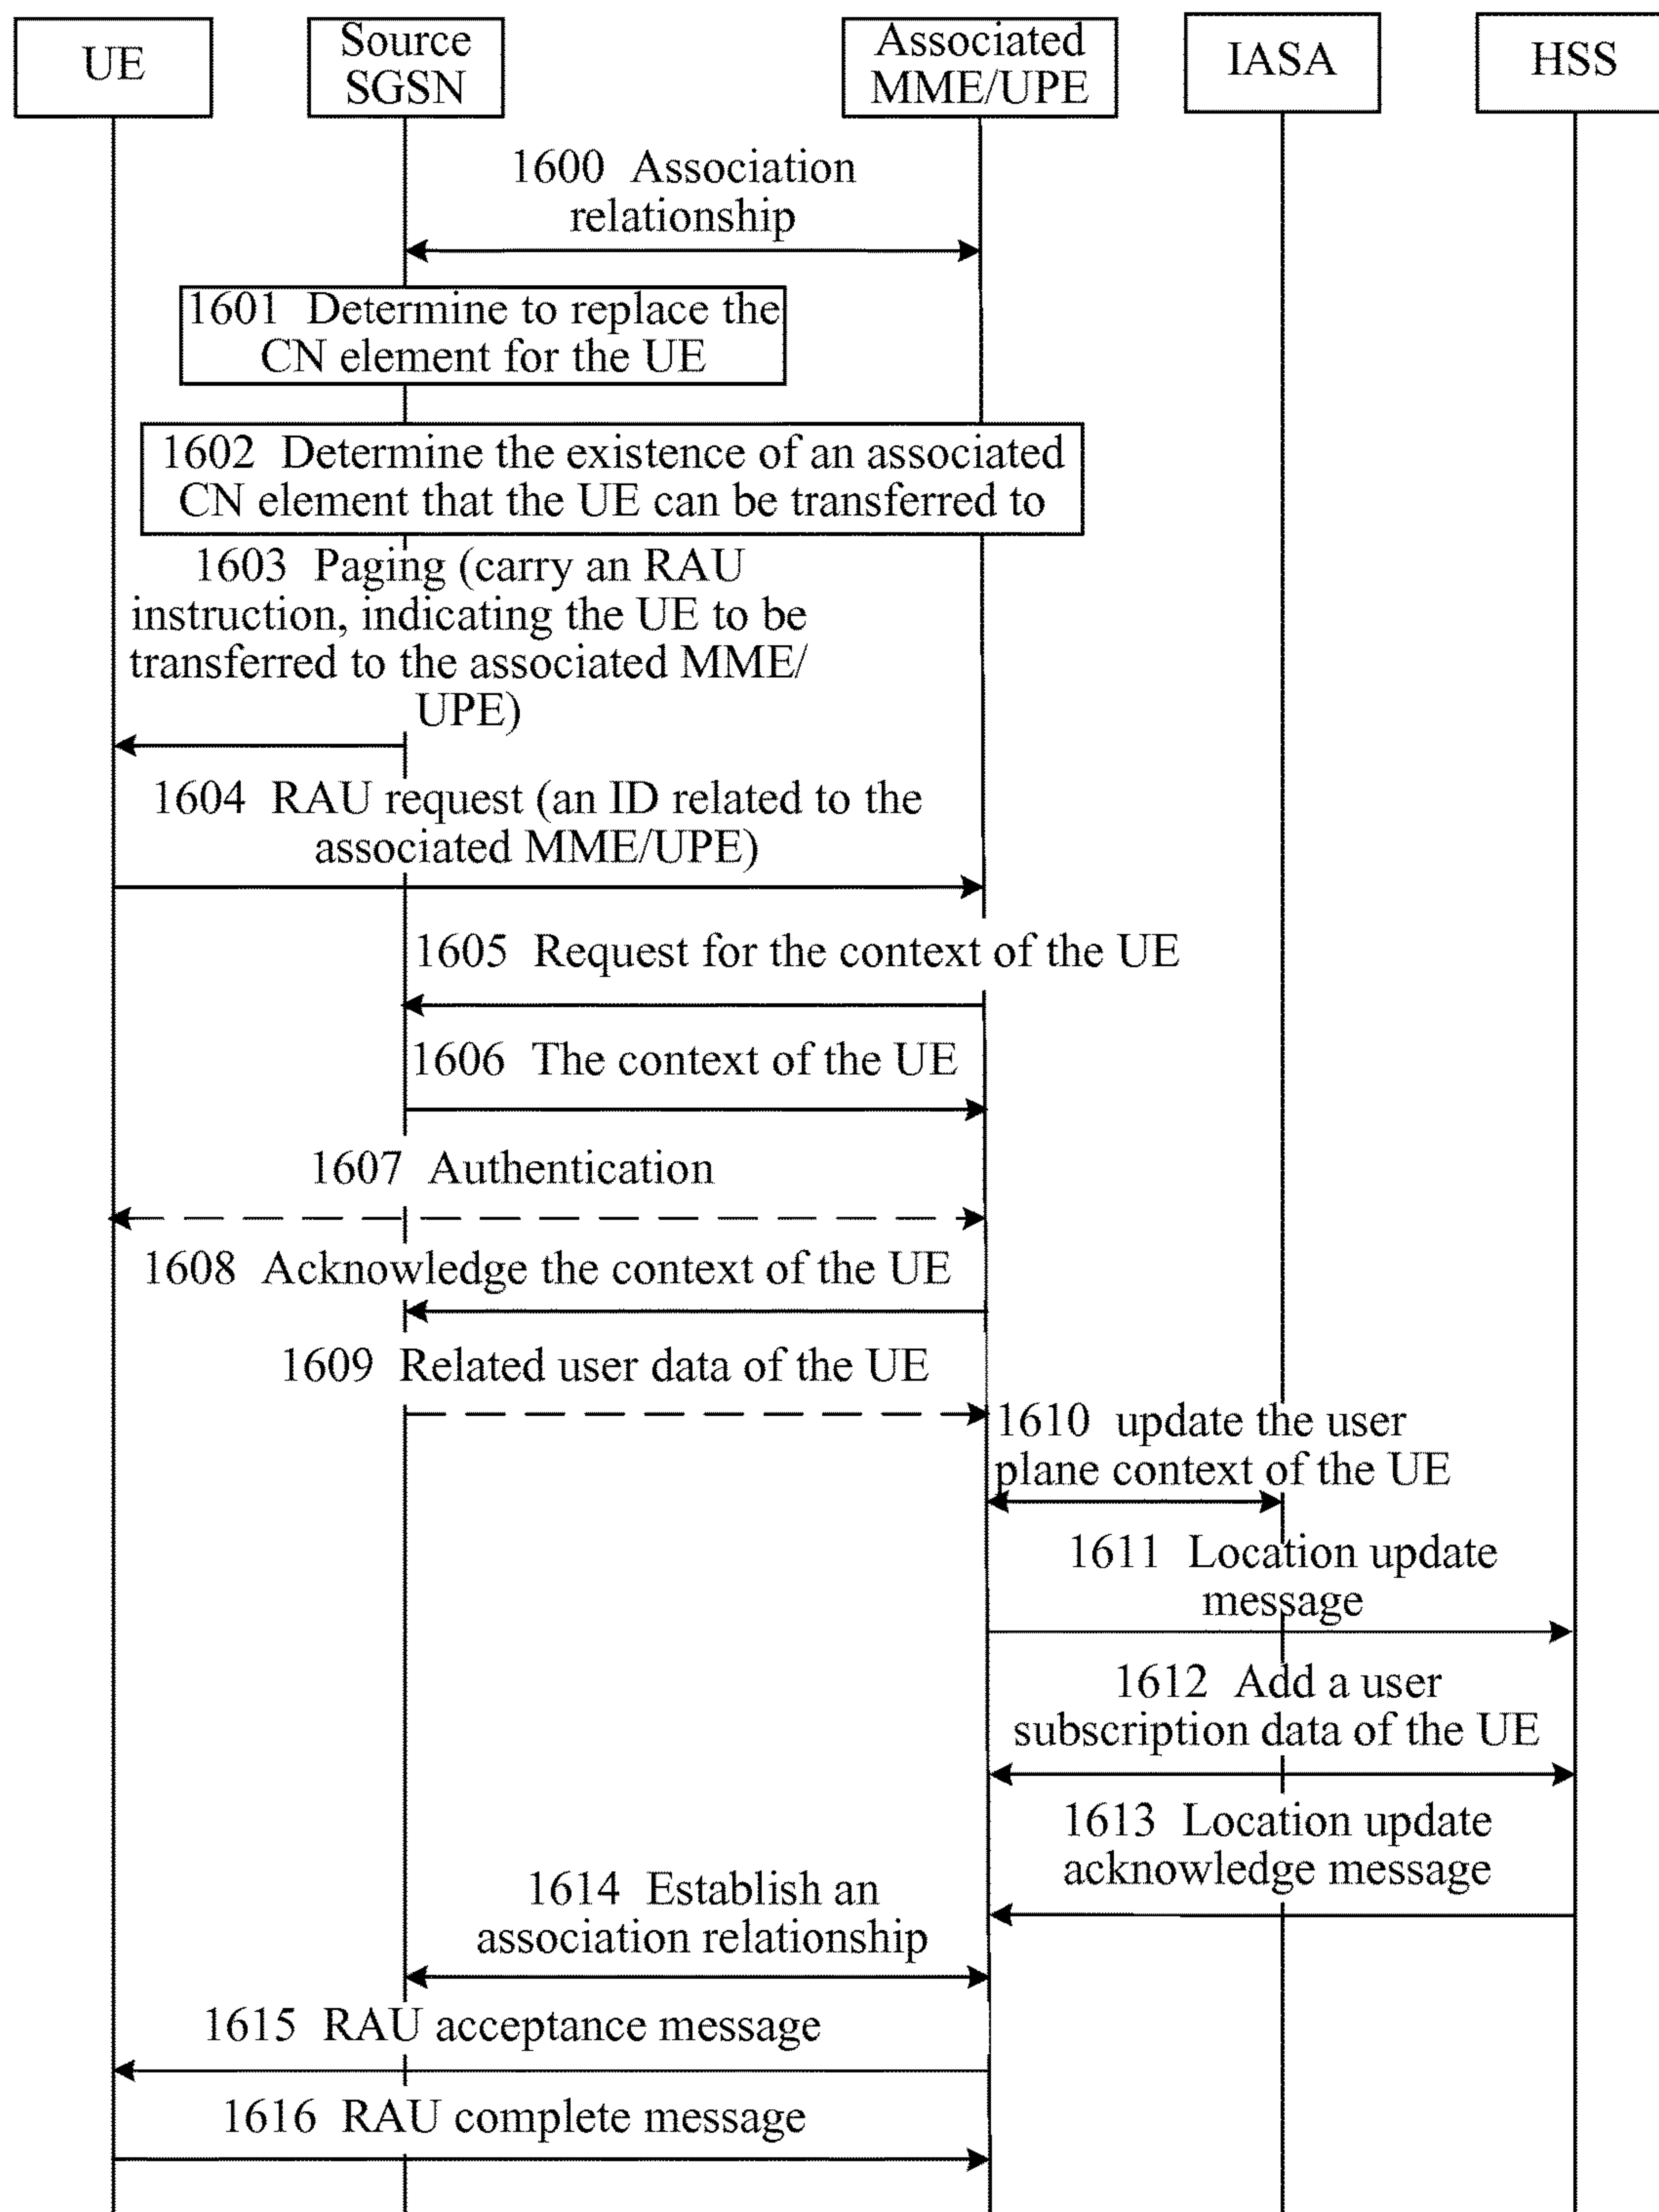 UE
Source
SGSN
Associated
MME/UPE
IASA
HSS
1600 Association
relationship
1601 Determine to replace the
CN element for the UE
1602 Determine the existence of an associated
CN element that the UE can be transferred to
1603 Paging (carry an RAU
instruction, indicating the UE to be
transferred to the associated MME/
UPE)
1604 RAU request (an ID related to the
associated MME/UPE)
1605 Request for the context of the UE
1606 The context of the UE
1607 Authentication
1608 Acknowledge the context of the UE
1609 Related user data of the UE
1610 update the user
plane context of the UE
1611 Location update
message
1612 Add a user
subscription data of the UE
1613 Location update
acknowledge message
1614 Establish an
association relationship
1615 RAU acceptance message
1616 RAU complete message